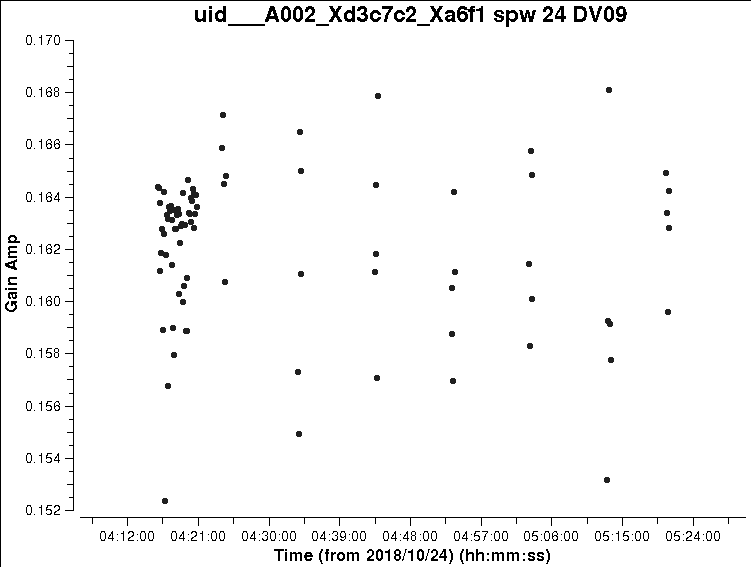 uid___A002_Xd3c7c2_Xa6f1 spw 24 DV09
0.170
0.168
0.166
0.164
0.162
0.160
0.158
0.156
0.154
0.152
Gain Amp
04:12:00 04:21:00 04:30:00 04:39:00 04:48:00 04:57:00 05:06:00 05:15:00 05:24:00
Time (from 2018/10/24) (hh:mm:ss)